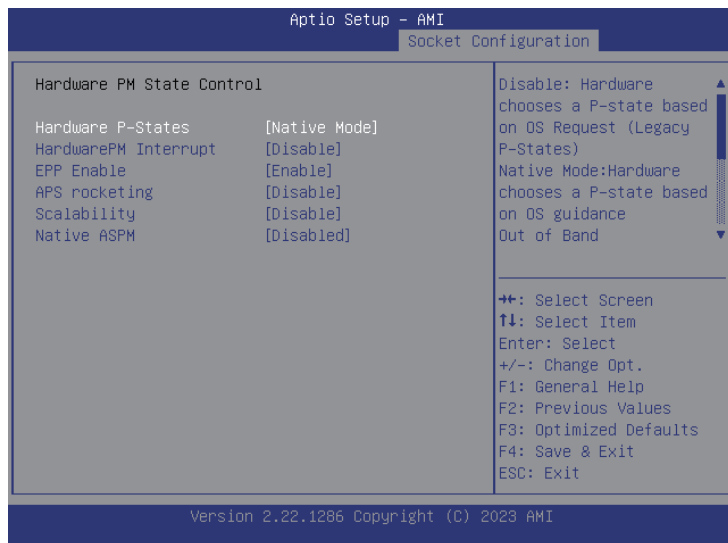 Aptio Setup – AMI
Socket Configuration
Hardware PM State Control
Hardware P-States [Native Mode]
HardwarePM Interrupt [Disable]
EPP Enable [Enable]
APS rocketing [Disable]
Scalability [Disable]
Native ASPM [Disabled]
Disable: Hardware
chooses a P-state based
on OS Request (Legacy
P-States)
Native Mode:Hardware
chooses a P-state based
on OS guidance
Out of Band
→←: Select Screen
↑↓: Select Item
Enter: Select
+/-: Change Opt.
F1: General Help
F2: Previous Values
F3: Optimized Defaults
F4: Save & Exit
ESC: Exit
Version 2.22.1286 Copyright (C) 2023 AMI